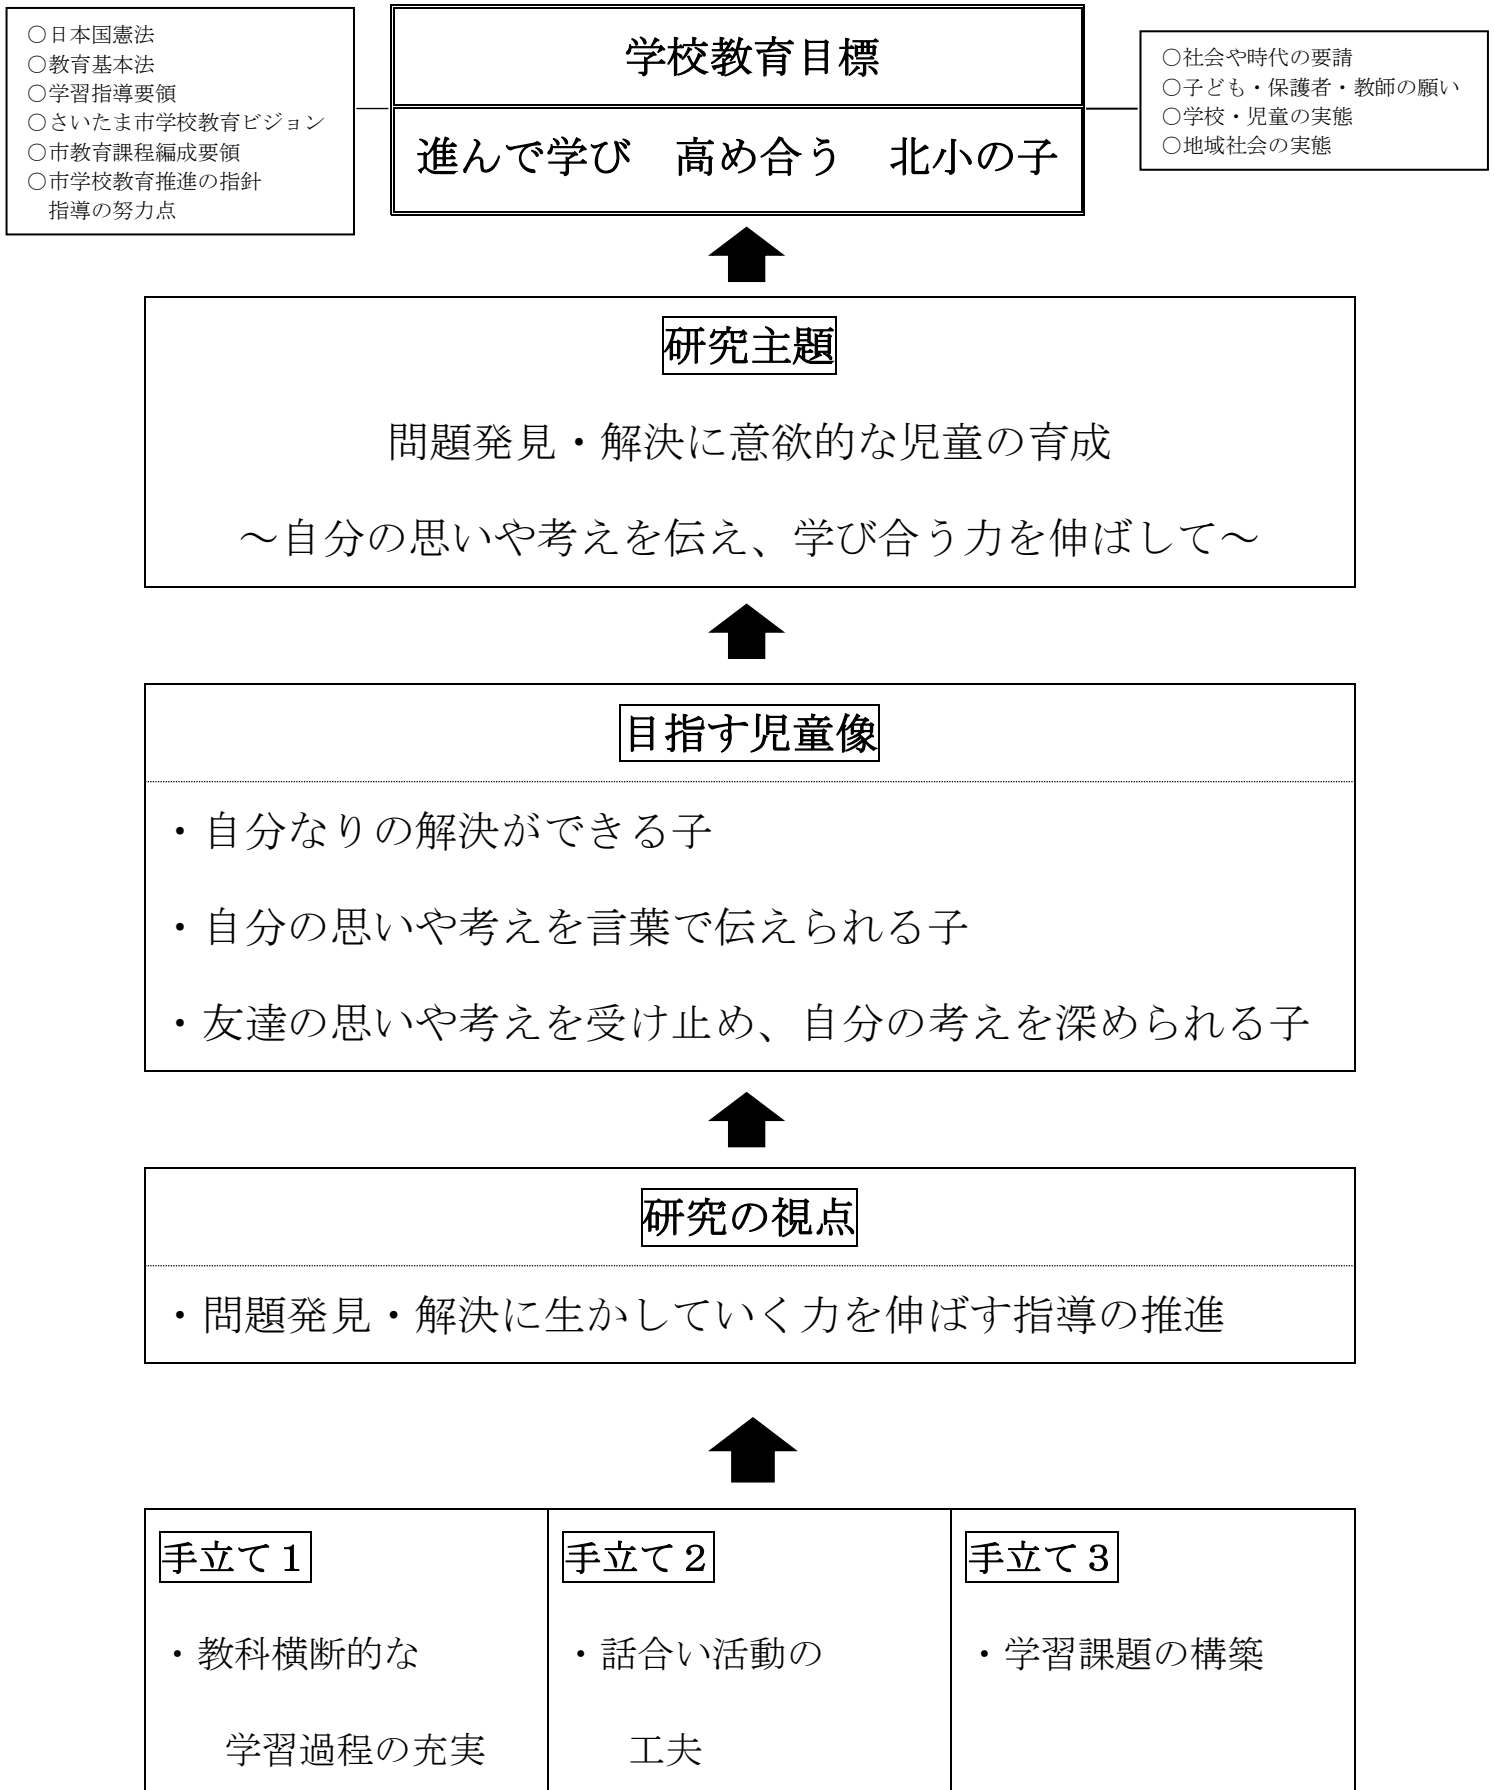 ○日本国憲法
○教育基本法
○学習指導要領
○さいたま市学校教育ビジョン
○市教育課程編成要領
○市学校教育推進の指針
指導の努力点
学校教育目標
進んで学び　高め合う　北小の子
○社会や時代の要請
○子ども・保護者・教師の願い
○学校・児童の実態
○地域社会の実態
研究主題
問題発見・解決に意欲的な児童の育成
～自分の思いや考えを伝え、学び合う力を伸ばして～
目指す児童像
・自分なりの解決ができる子
・自分の思いや考えを言葉で伝えられる子
・友達の思いや考えを受け止め、自分の考えを深められる子
研究の視点
・問題発見・解決に生かしていく力を伸ばす指導の推進
手立て１
・教科横断的な
学習過程の充実
手立て２
・話合い活動の
工夫
手立て３
・学習課題の構築